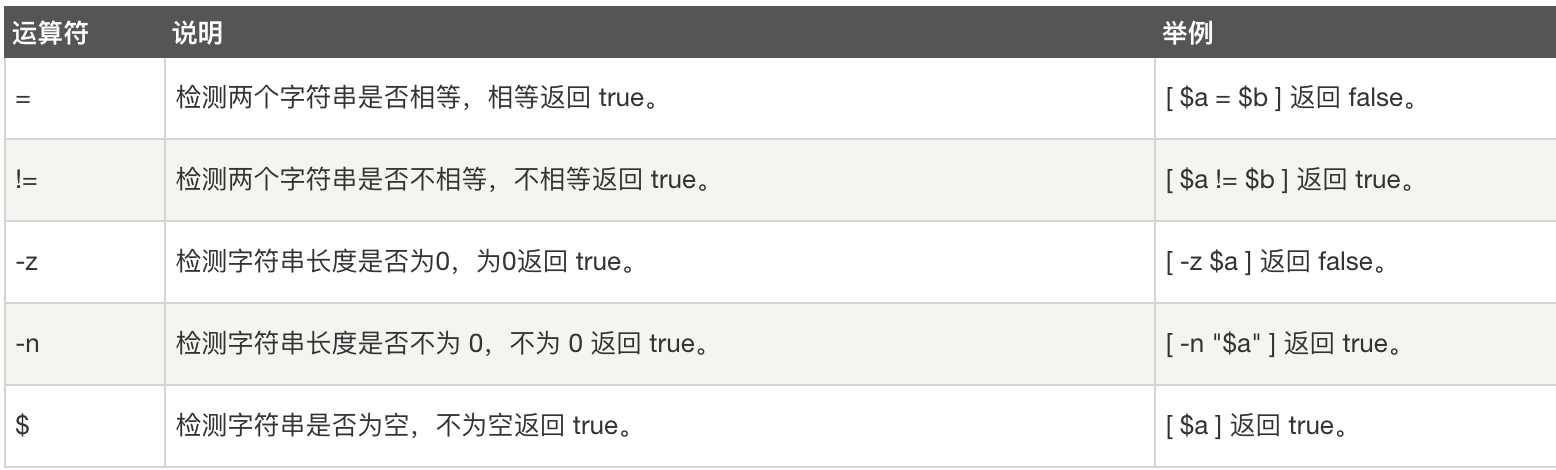 运算符 说明 举例
= 检测两个字符串是否相等，相等返回 true。 [ $a = $b ] 返回 false。
!= 检测两个字符串是否不相等，不相等返回 true。 [ $a != $b ] 返回 true。
-z 检测字符串长度是否为0，为0返回 true。 [ -z $a ] 返回 false。
-n 检测字符串长度是否不为 0，不为 0 返回 true。 [ -n "$a" ] 返回 true。
$ 检测字符串是否为空，不为空返回 true。 [ $a ] 返回 true。